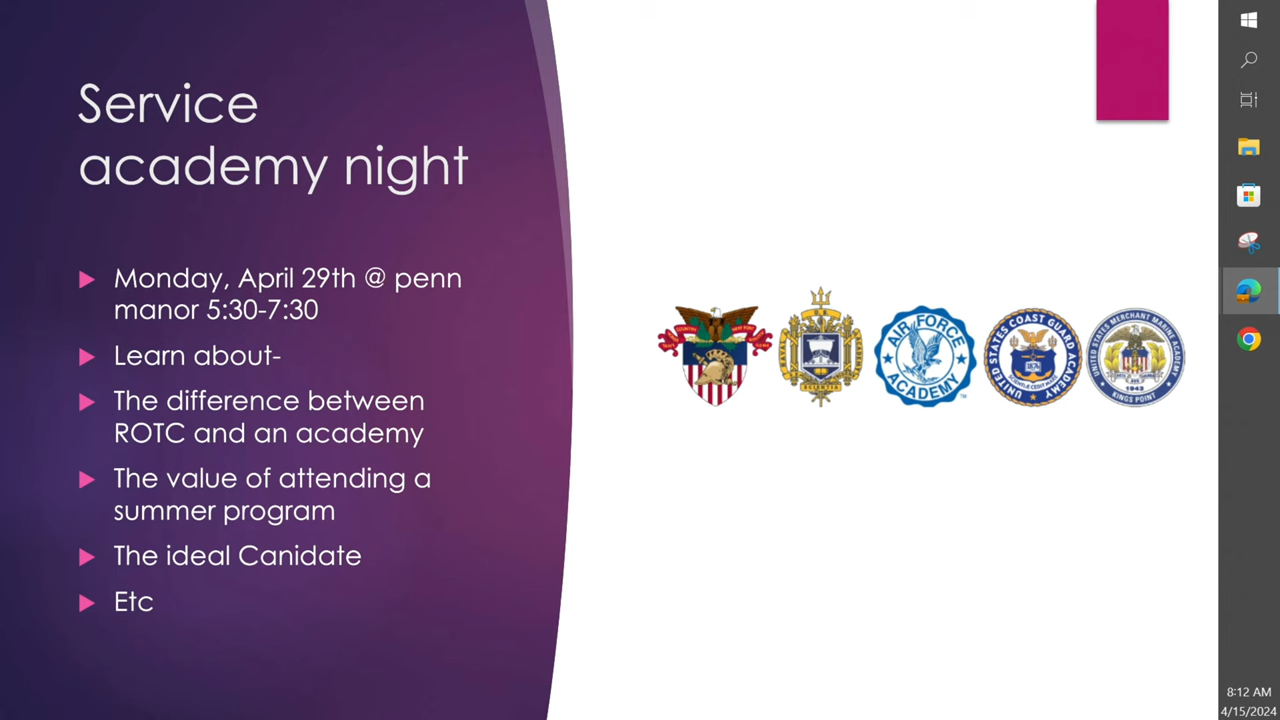 Service
academy night
Monday, April 29th @ penn
manor 5:30-7:30
Learn about-
The difference between
ROTC and an academy
The value of attending a
summer program
The ideal Canidate
Etc
AIR FORCE
ACADEMY
UNITED STATES COAST GUARD ACADEMY
UNITED STATES MERCHANT MARINE ACADEMY
1943
KINGS POINT
8:12 AM
4/15/2024